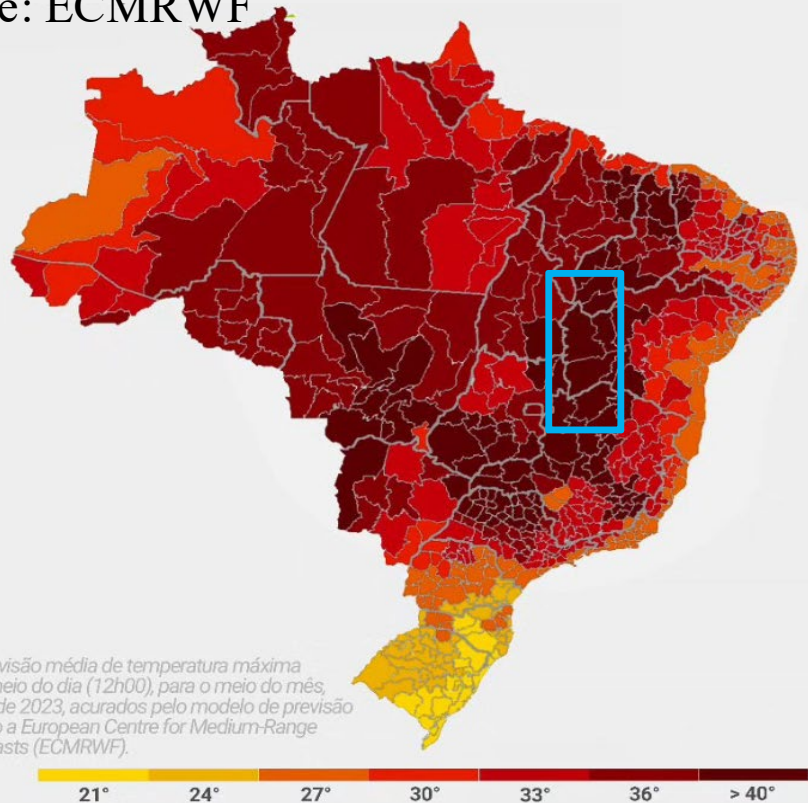 e: ECMRWF
visão média de temperatura máxima
neio do dia (12h00), para o meio do mês,
de 2023, acurados pelo modelo de previsão
o a European Centre for Medium-Range
asts (ECMRWF).
21° 24° 27° 30° 33° 36° > 40°